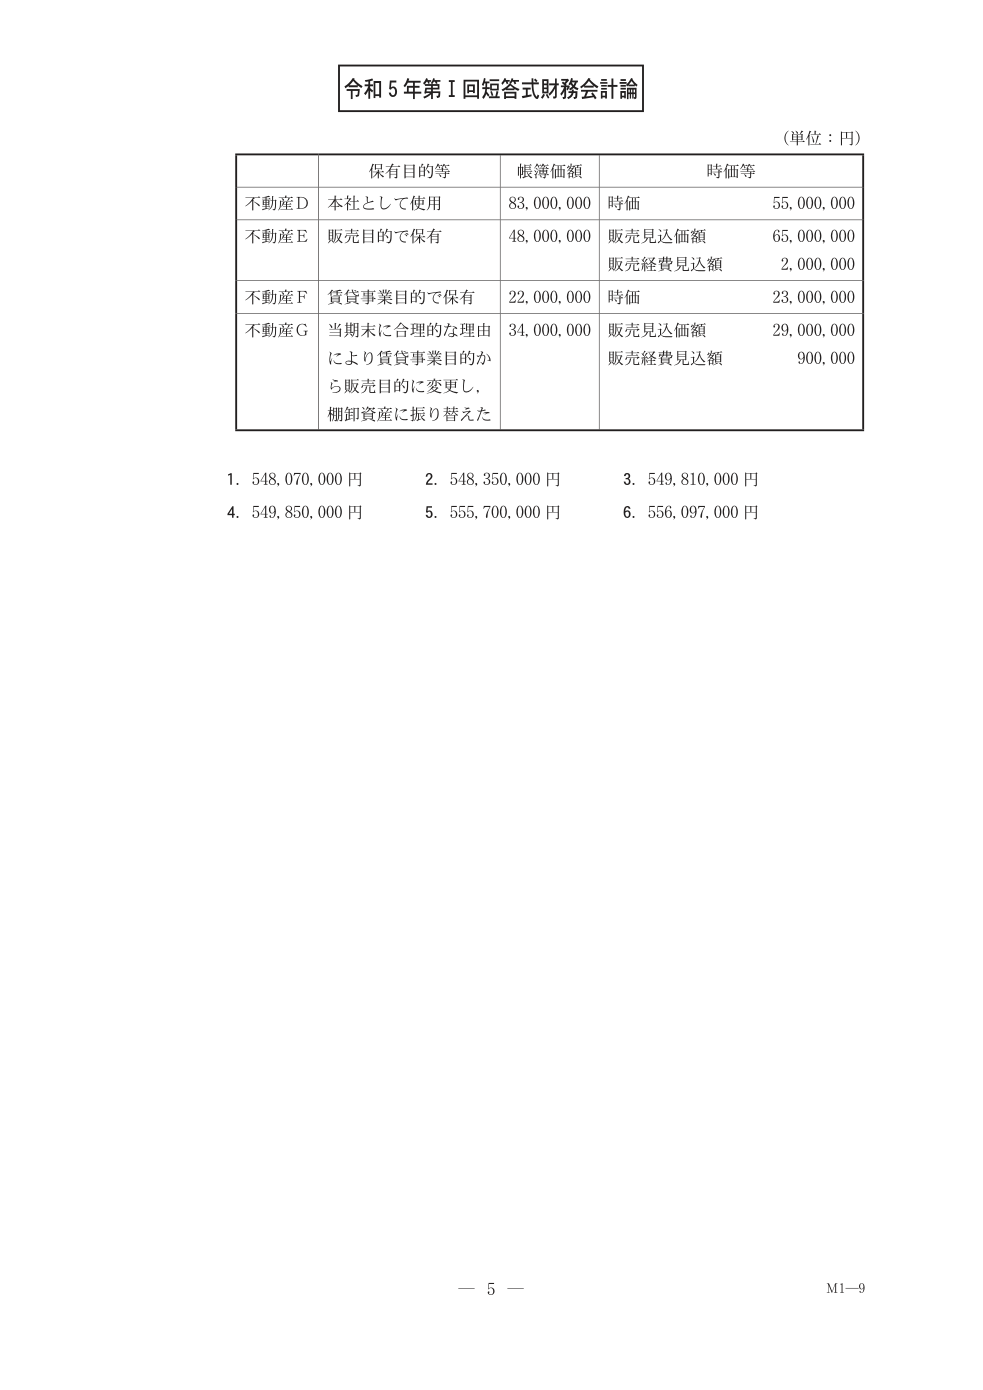 令和5年第Ⅰ回短答式財務会計論
(単位：円)
保有目的等 帳簿価額 時価等
不動産D 本社として使用 83,000,000 時価 55,000,000
不動産E 販売目的で保有 48,000,000 販売見込価額 65,000,000
販売経費見込額 2,000,000
不動産F 賃貸事業目的で保有 22,000,000 時価 23,000,000
不動産G 当期末に合理的な理由 34,000,000 販売見込価額 29,000,000
により賃貸事業目的か 販売経費見込額 900,000
ら販売目的に変更し，
棚卸資産に振り替えた
1. 548,070,000円 2. 548,350,000円 3. 549,810,000円
4. 549,850,000円 5. 555,700,000円 6. 556,097,000円
― 5 ―
M1―9